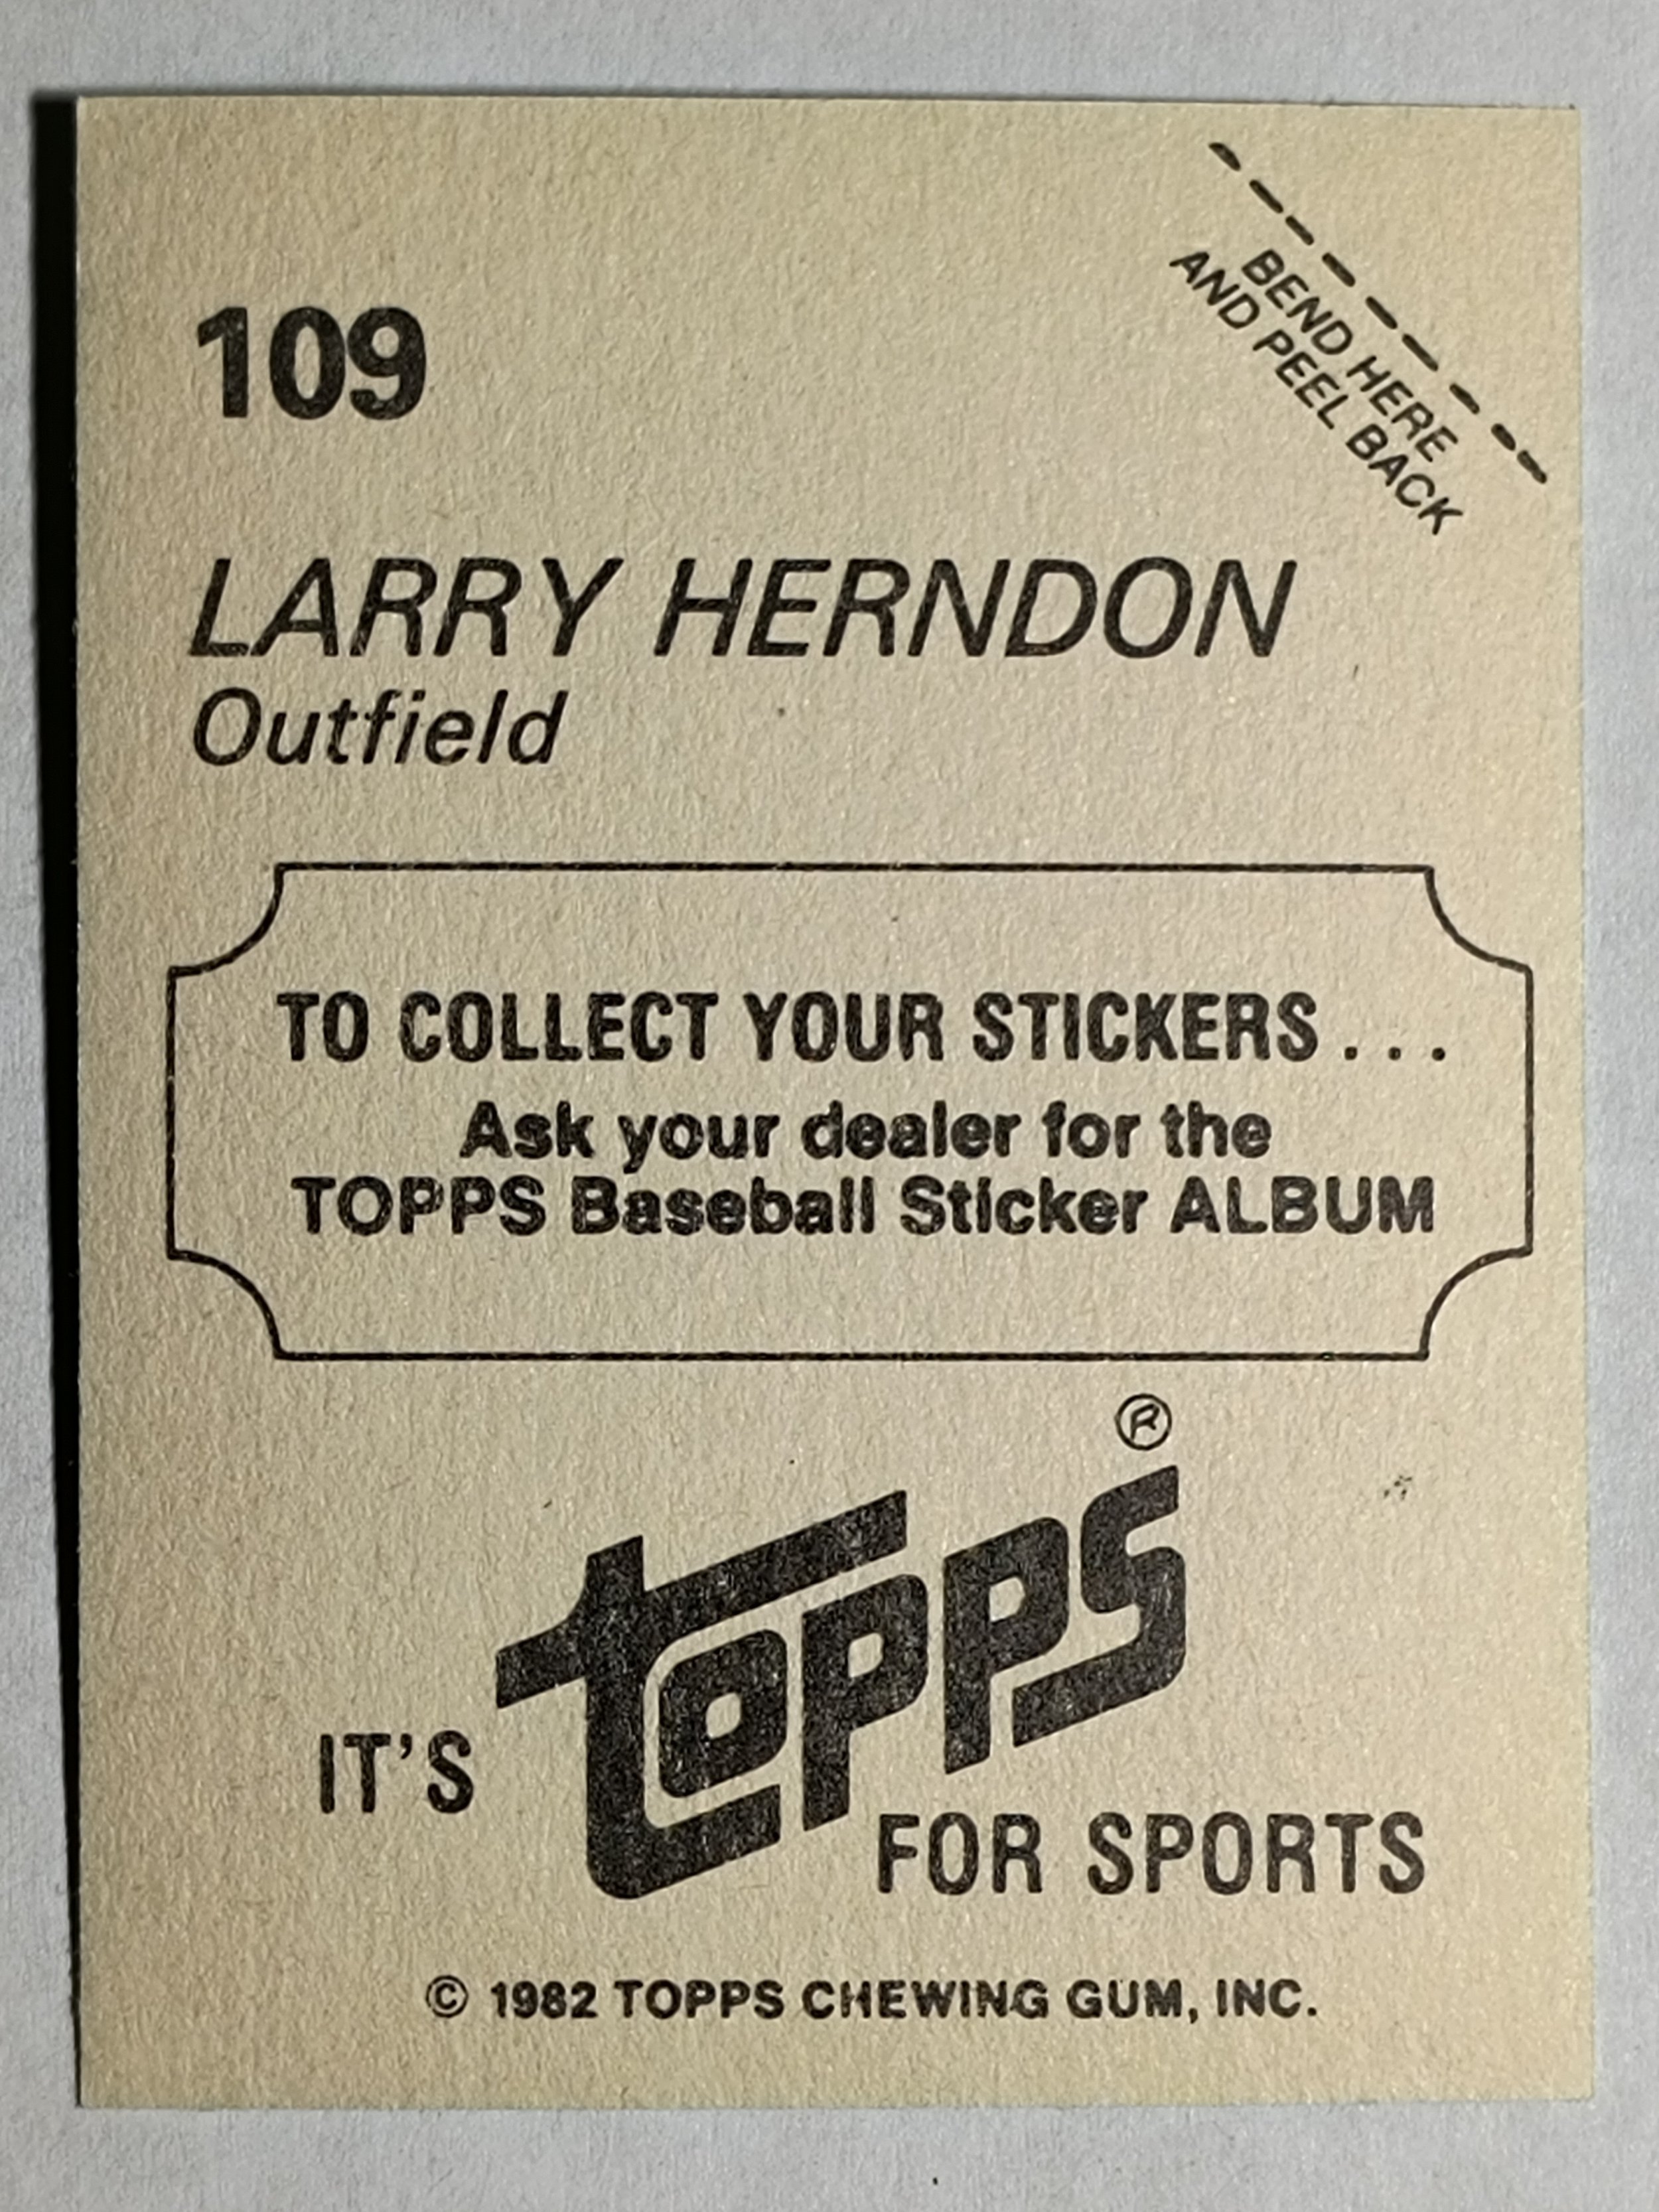 BEND HERE
AND PEEL BACK
109
LARRY HERNDON
Outfield
TO COLLECT YOUR STICKERS . . .
Ask your dealer for the
TOPPS Baseball Sticker ALBUM
IT'S topps®
FOR SPORTS
© 1982 TOPPS CHEWING GUM, INC.